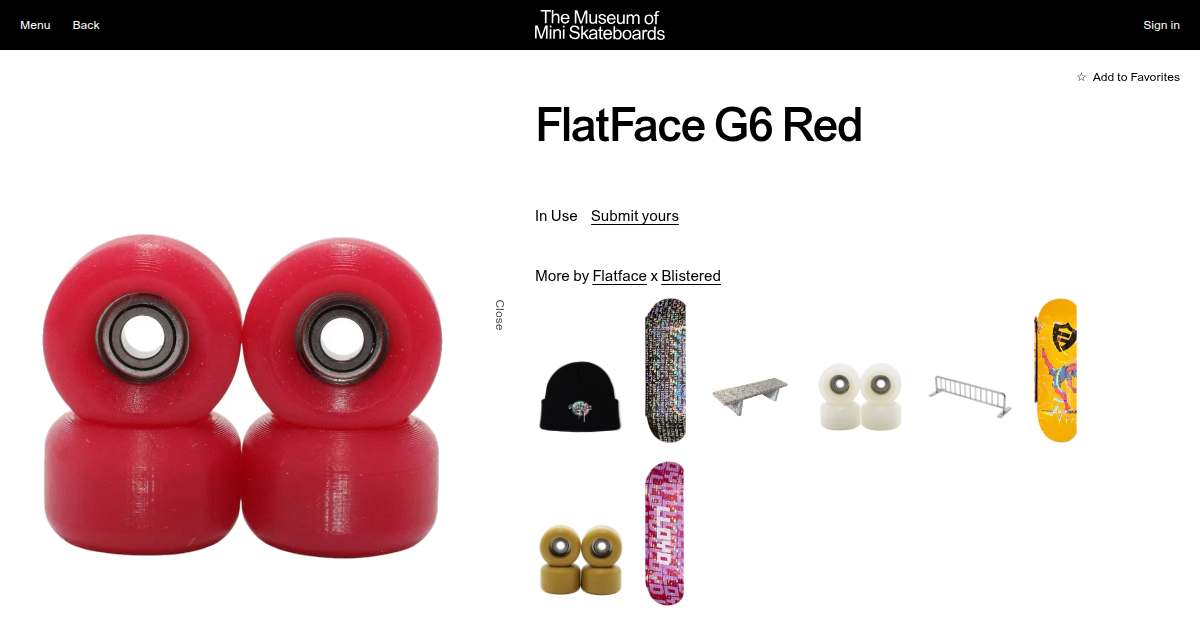 Menu Back
The Museum of
Mini Skateboards
Sign in
☆ Add to Favorites
FlatFace G6 Red
In Use Submit yours
More by Flatface x Blistered
Close